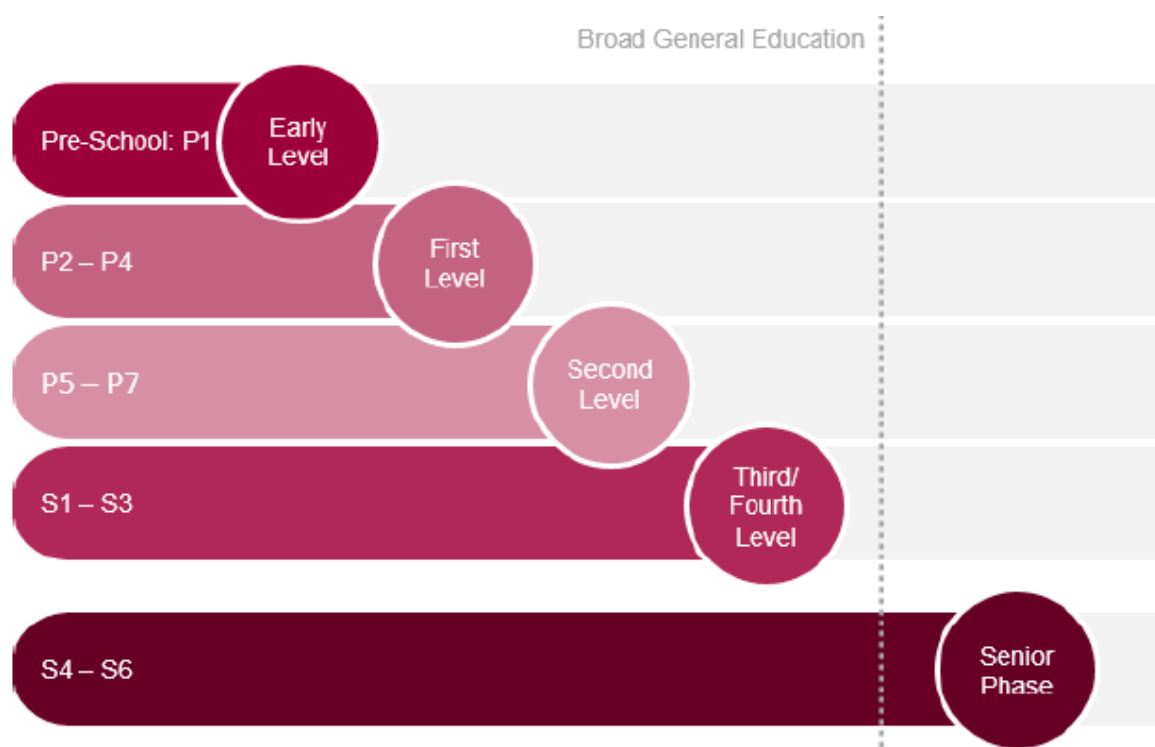 Broad General Education
Pre-School: P1
Early
Level
P2 – P4
First
Level
P5 – P7
Second
Level
S1 – S3
Third/
Fourth
Level
S4 – S6
Senior
Phase